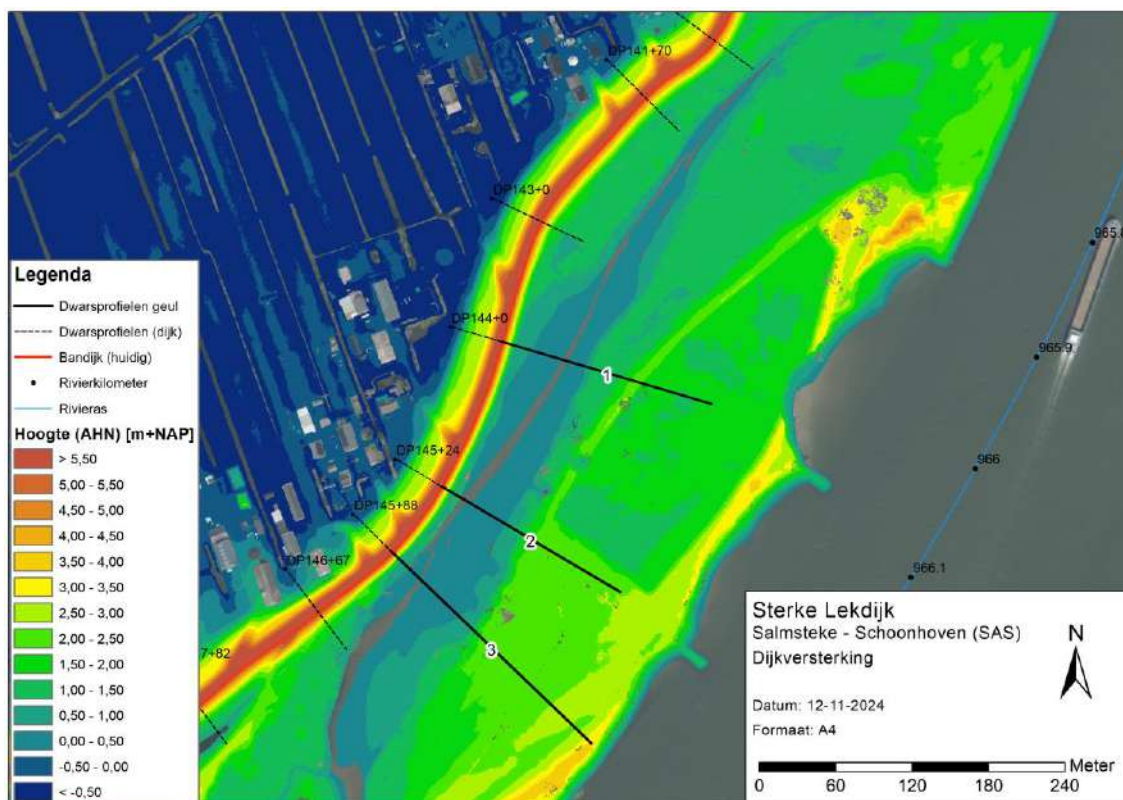 DP141+70
DP143+0
965.8
965.9
DP144+0
1
DP145+24
966
DP145+88
2
966.1
DP146+67
3
7+82
Legenda
Dwarsprofielen geul
Dwarsprofielen (dijk)
Bandijk (huidig)
Rivierkilometer
Rivieras
Hoogte (AHN) [m+NAP]
> 5,50
5,00 - 5,50
4,50 - 5,00
4,00 - 4,50
3,50 - 4,00
3,00 - 3,50
2,50 - 3,00
2,00 - 2,50
1,50 - 2,00
1,00 - 1,50
0,50 - 1,00
0,00 - 0,50
-0,50 - 0,00
< -0,50
Sterke Lekdijk
Salmsteke - Schoonhoven (SAS)
Dijkversterking
N
Datum: 12-11-2024
Formaat: A4
Meter
0 60 120 180 240